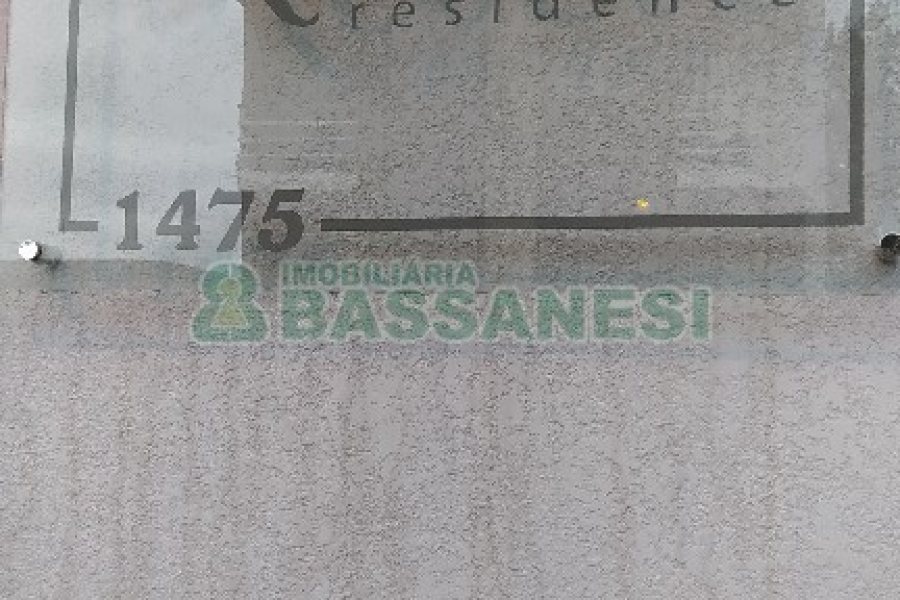 residence
1475
IMOBILIÁRIA
BASSANESI